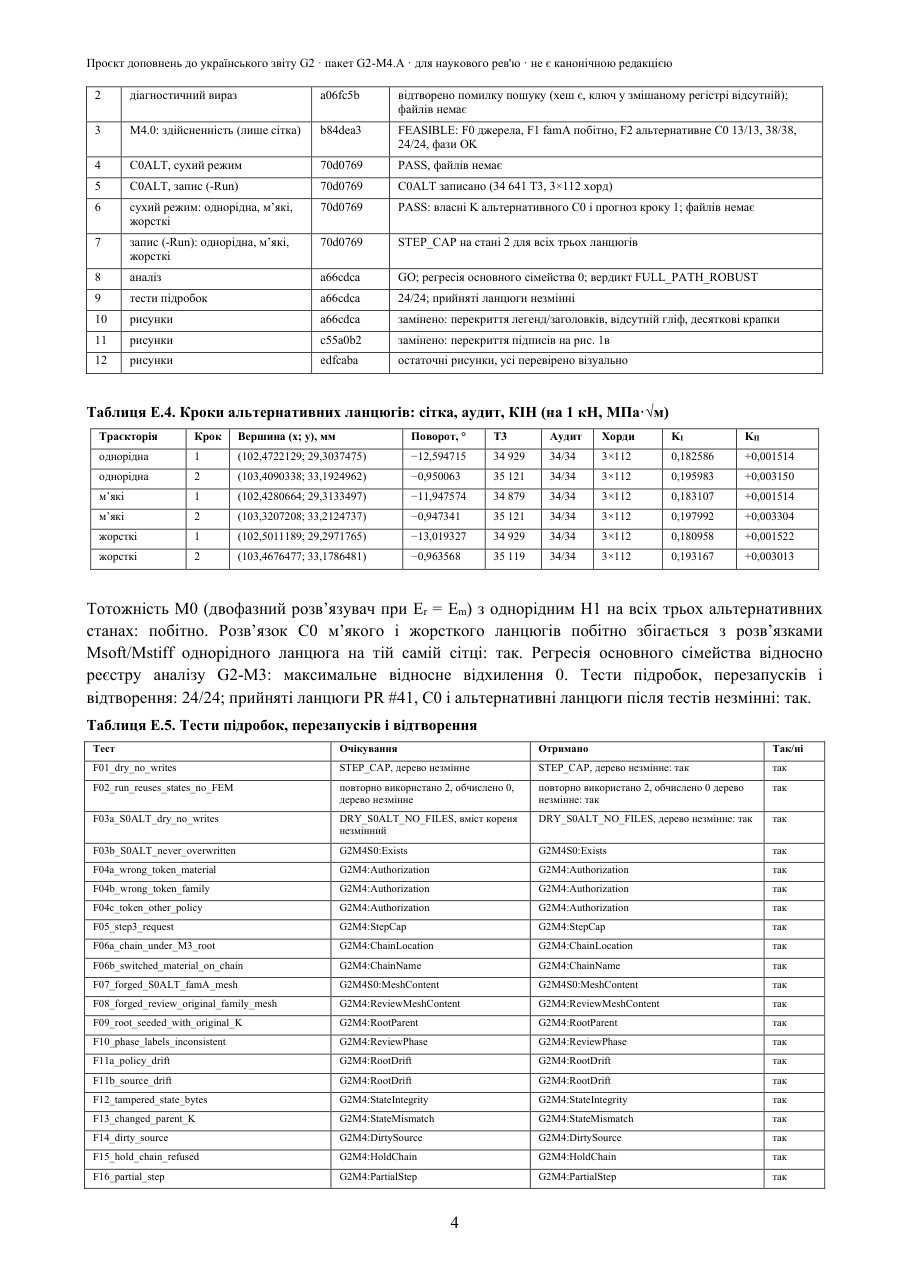 Проєкт доповнень до українського звіту G2 · пакет G2-M4.A · для наукового рев'ю · не є канонічною редакцією
2 діагностичний вираз a06fc5b відтворено помилку пошуку (хеш є, ключ у змішаному регістрі відсутній);
файлів немає
3 M4.0: здійсненність (лише сітка) b84dea3 FEASIBLE: F0 джерела, F1 famA побітно, F2 альтернативне C0 13/13, 38/38,
24/24, фази OK
4 C0ALT, сухий режим 70d0769 PASS, файлів немає
5 C0ALT, запис (-Run) 70d0769 C0ALT записано (34 641 T3, 3×112 хорд)
6 сухий режим: однорідна, м’які, 70d0769 PASS: власні K альтернативного C0 і прогноз кроку 1; файлів немає
жорсткі
7 запис (-Run): однорідна, м’які, 70d0769 STEP_CAP на стані 2 для всіх трьох ланцюгів
жорсткі
8 аналіз a66cdca GO; регресія основного сімейства 0; вердикт FULL_PATH_ROBUST
9 тести підробок a66cdca 24/24; прийняті ланцюги незмінні
10 рисунки a66cdca замінено: перекриття легенд/заголовків, відсутній гліф, десяткові крапки
11 рисунки c55a0b2 замінено: перекриття підписів на рис. 1в
12 рисунки edfcaba остаточні рисунки, усі перевірено візуально
Таблиця E.4. Кроки альтернативних ланцюгів: сітка, аудит, КІН (на 1 кН, МПа·√м)
Траєкторія Крок Вершина (x; y), мм Поворот, ° T3 Аудит Хорди K_I K_II
однорідна 1 (102,4722129; 29,3037475) −12,594715 34 929 34/34 3×112 0,182586 +0,001514
однорідна 2 (103,4090338; 33,1924962) −0,950063 35 121 34/34 3×112 0,195983 +0,003150
м’які 1 (102,4280664; 29,3133497) −11,947574 34 879 34/34 3×112 0,183107 +0,001514
м’які 2 (103,3207208; 33,2124737) −0,947341 35 121 34/34 3×112 0,197992 +0,003304
жорсткі 1 (102,5011189; 29,2971765) −13,019327 34 929 34/34 3×112 0,180958 +0,001522
жорсткі 2 (103,4676477; 33,1786481) −0,963568 35 119 34/34 3×112 0,193167 +0,003013
Тотожність M0 (двофазний розв’язувач при E_r = E_m) з однорідним H1 на всіх трьох альтернативних
станах: побітно. Розв’язок C0 м’якого і жорсткого ланцюгів побітно збігається з розв’язками
Msoft/Mstiff однорідного ланцюга на тій самій сітці: так. Регресія основного сімейства відносно
реєстру аналізу G2-M3: максимальне відносне відхилення 0. Тести підробок, перезапусків і
відтворення: 24/24; прийняті ланцюги PR #41, C0 і альтернативні ланцюги після тестів незмінні: так.
Таблиця E.5. Тести підробок, перезапусків і відтворення
Тест Очікування Отримано Так/ні
F01_dry_no_writes STEP_CAP, дерево незмінне STEP_CAP, дерево незмінне: так так
F02_run_reuses_states_no_FEM повторно використано 2, обчислено 0, повторно використано 2, обчислено 0 дерево так
дерево незмінне незмінне: так
F03a_S0ALT_dry_no_writes DRY_S0ALT_NO_FILES, вміст кореня DRY_S0ALT_NO_FILES, дерево незмінне: так так
незмінний
F03b_S0ALT_never_overwritten G2M4S0:Exists G2M4S0:Exists так
F04a_wrong_token_material G2M4:Authorization G2M4:Authorization так
F04b_wrong_token_family G2M4:Authorization G2M4:Authorization так
F04c_token_other_policy G2M4:Authorization G2M4:Authorization так
F05_step3_request G2M4:StepCap G2M4:StepCap так
F06a_chain_under_M3_root G2M4:ChainLocation G2M4:ChainLocation так
F06b_switched_material_on_chain G2M4:ChainName G2M4:ChainName так
F07_forged_S0ALT_famA_mesh G2M4S0:MeshContent G2M4S0:MeshContent так
F08_forged_review_original_family_mesh G2M4:ReviewMeshContent G2M4:ReviewMeshContent так
F09_root_seeded_with_original_K G2M4:RootParent G2M4:RootParent так
F10_phase_labels_inconsistent G2M4:ReviewPhase G2M4:ReviewPhase так
F11a_policy_drift G2M4:RootDrift G2M4:RootDrift так
F11b_source_drift G2M4:RootDrift G2M4:RootDrift так
F12_tampered_state_bytes G2M4:StateIntegrity G2M4:StateIntegrity так
F13_changed_parent_K G2M4:StateMismatch G2M4:StateMismatch так
F14_dirty_source G2M4:DirtySource G2M4:DirtySource так
F15_hold_chain_refused G2M4:HoldChain G2M4:HoldChain так
F16_partial_step G2M4:PartialStep G2M4:PartialStep так
4